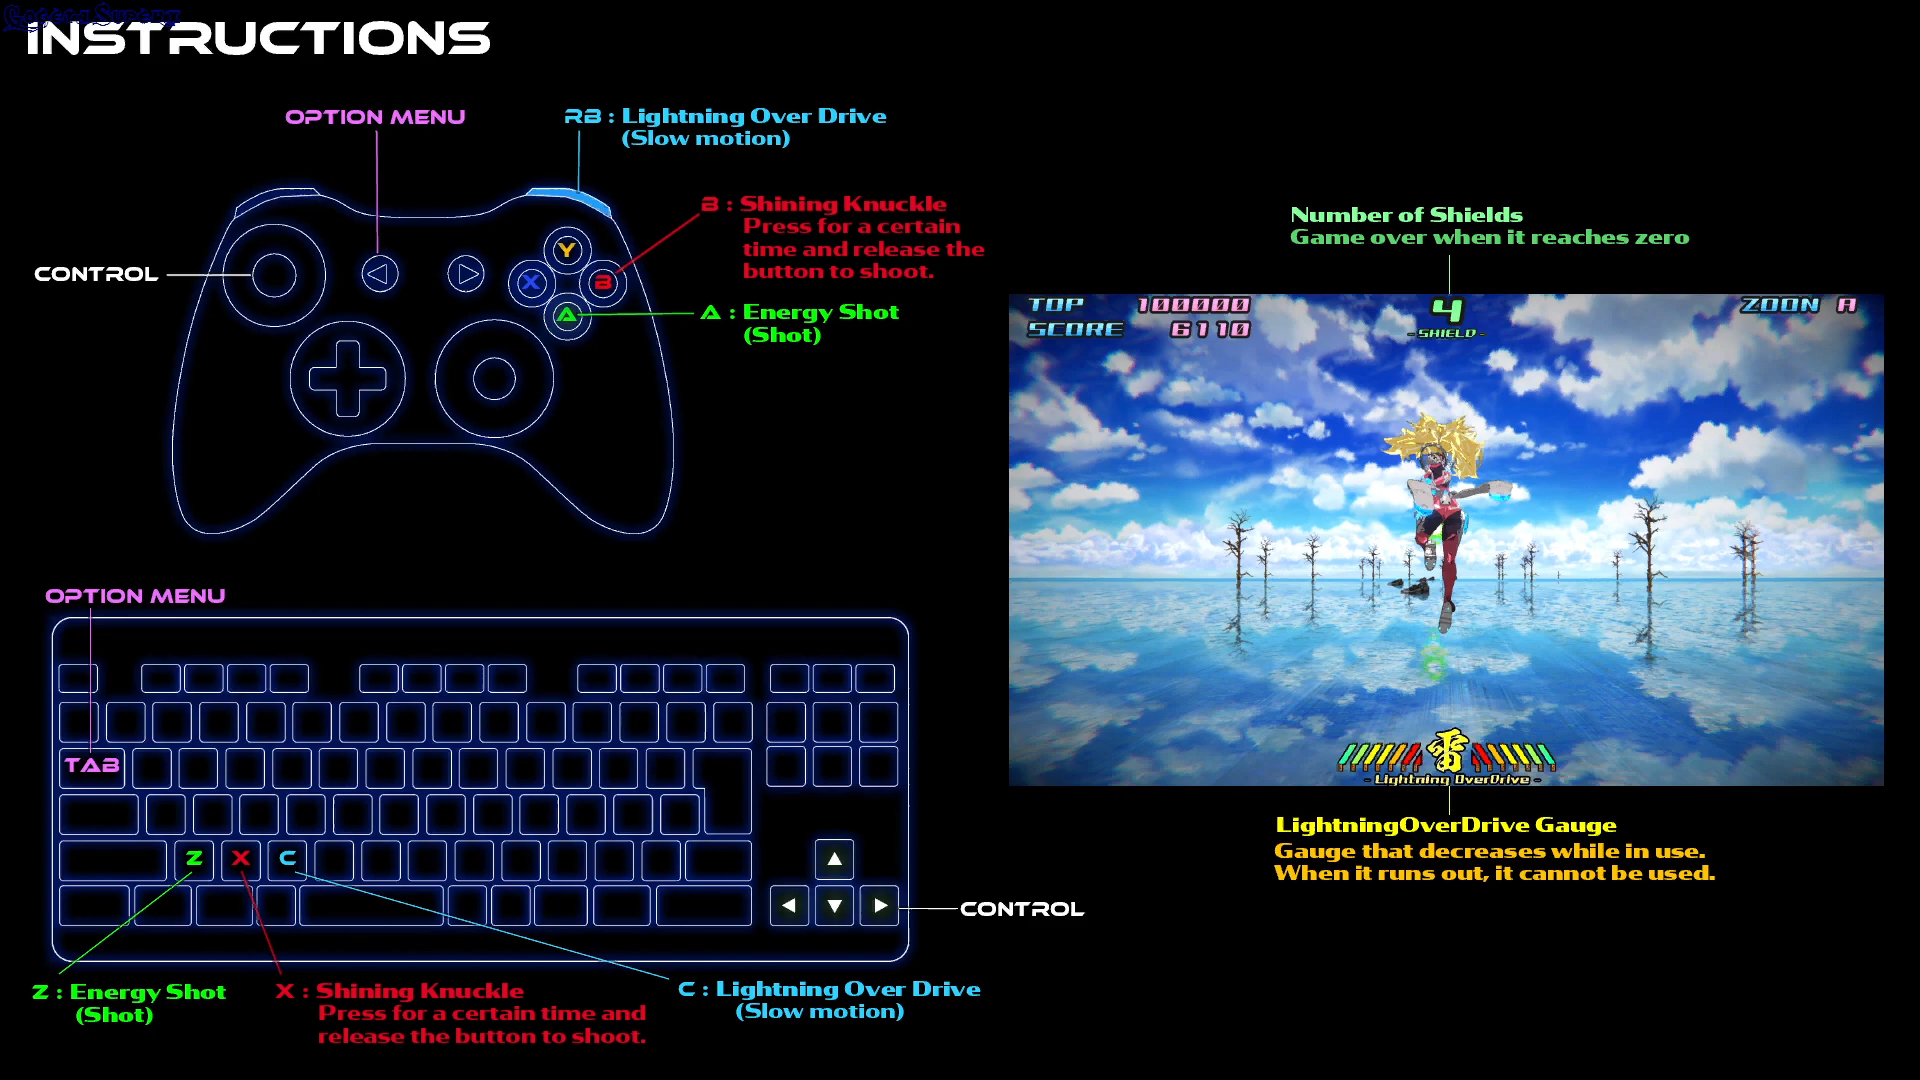 INSTRUCTIONS
OPTION MENU
RB : Lightning Over Drive
(Slow motion)
B : Shining Knuckle
Press for a certain
time and release the
button to shoot.
CONTROL
Y
X
B
A
A : Energy Shot
(Shot)
Number of Shields
Game over when it reaches zero
TOP 100000
SCORE 6110
4
- SHIELD -
ZOON A
雷
- Lightning OverDrive -
LightningOverDrive Gauge
Gauge that decreases while in use.
When it runs out, it cannot be used.
OPTION MENU
TAB
Z
X
C
CONTROL
Z : Energy Shot
(Shot)
X : Shining Knuckle
Press for a certain time and
release the button to shoot.
C : Lightning Over Drive
(Slow motion)